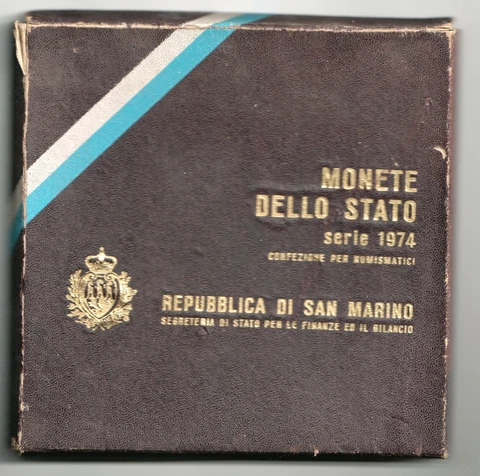 MONETE
DELLO STATO
serie 1974
CONFEZIONE PER NUMISMATICI
REPUBBLICA DI SAN MARINO
SEGRETERIA DI STATO PER LE FINANZE ED IL BILANCIO